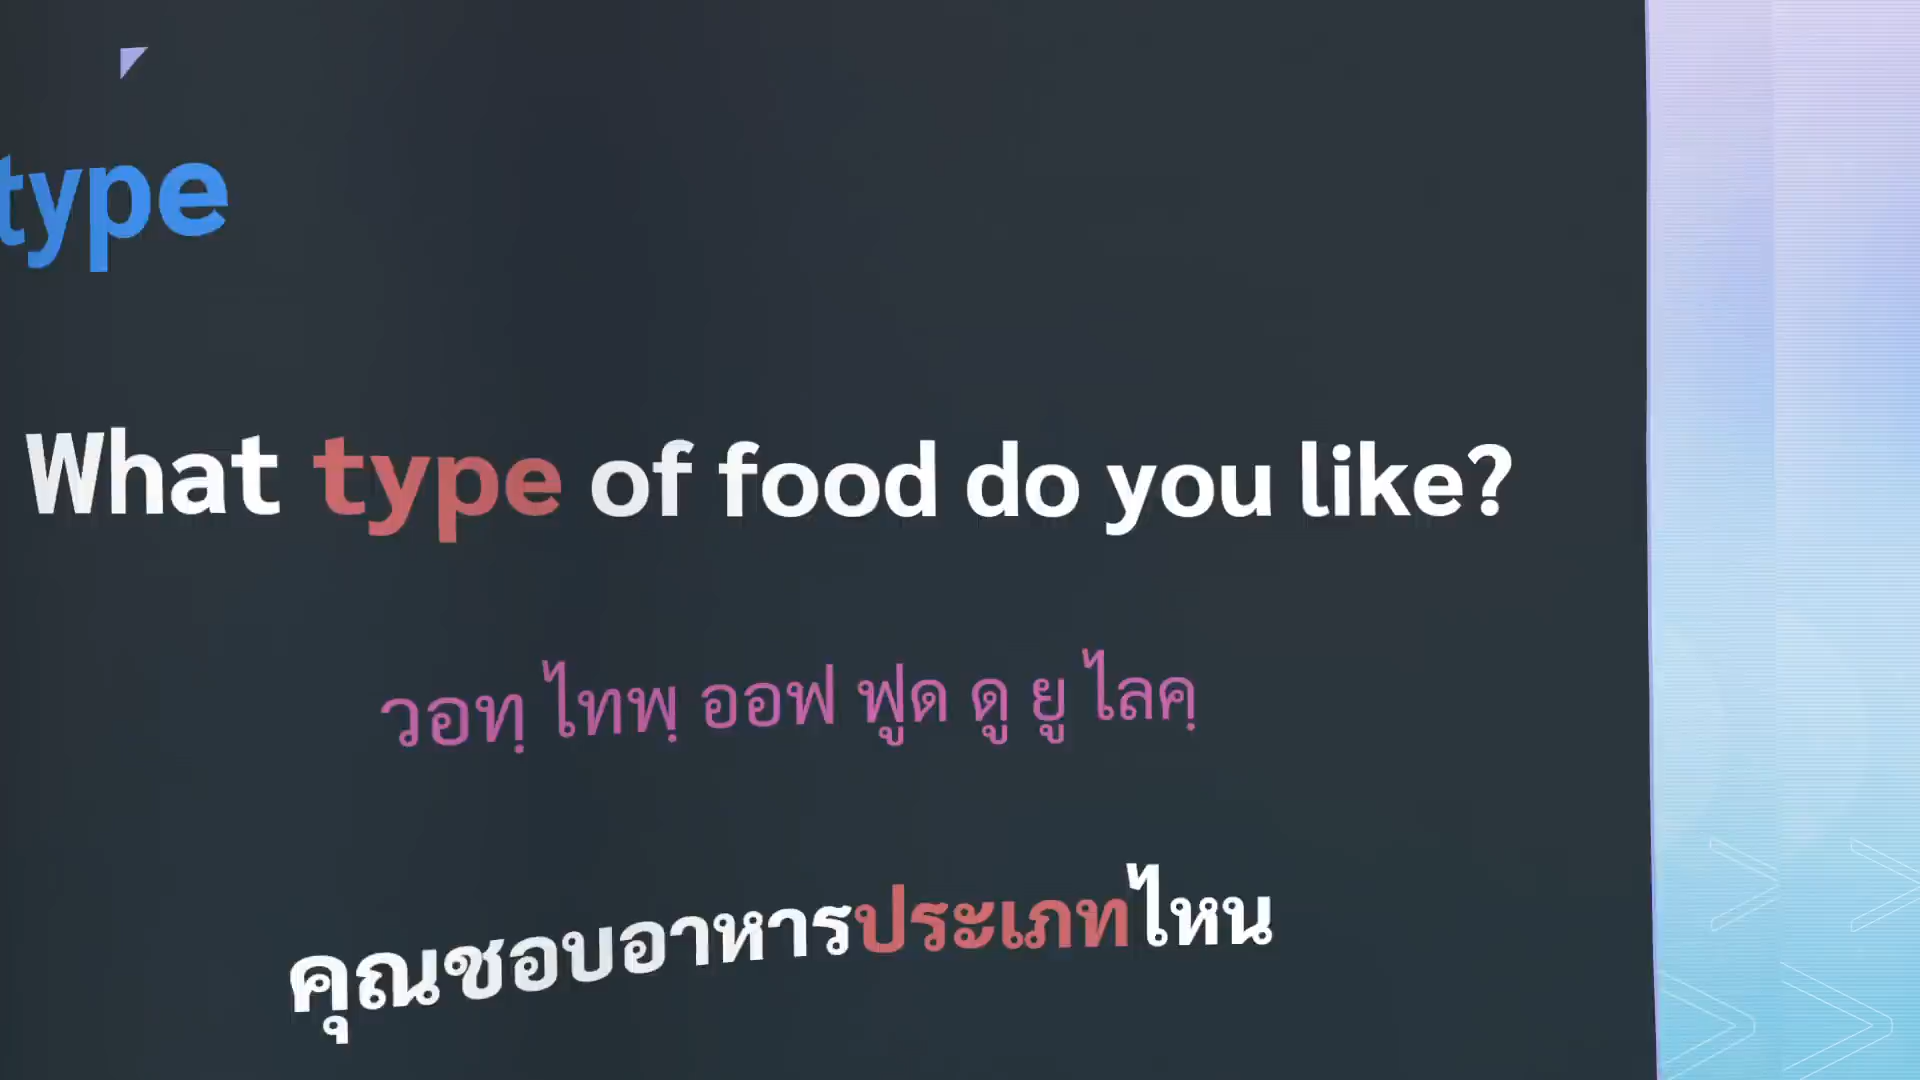 type
What type of food do you like?
วอทฺ ไทพฺ ออฟ ฟูด ดู ยู ไลคฺ
คุณชอบอาหารประเภทไหน